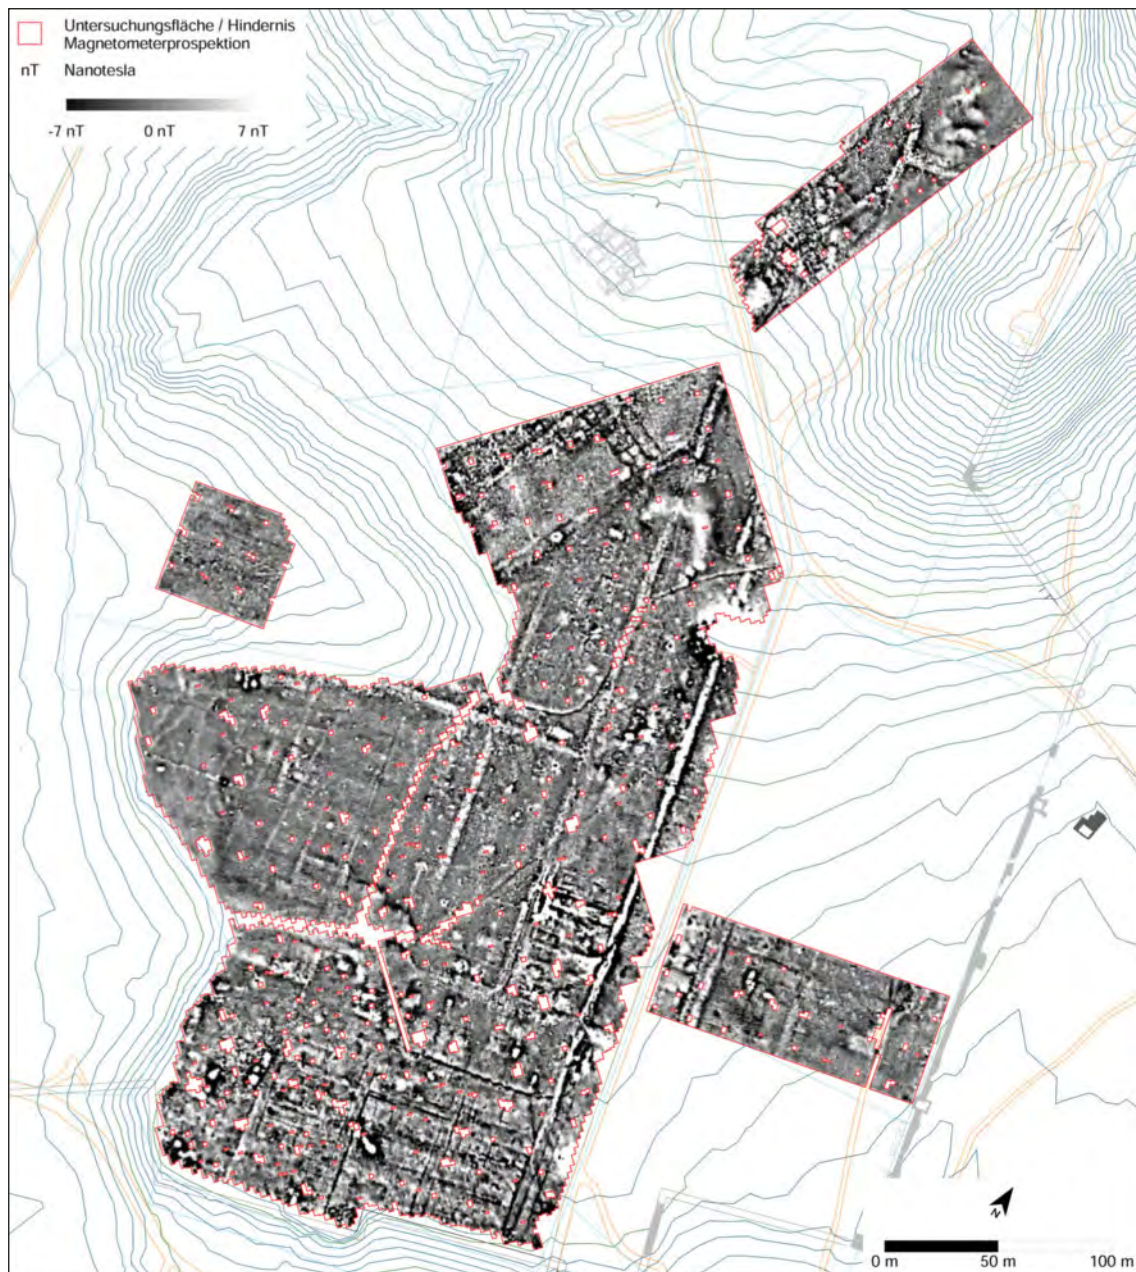 Untersuchungsfläche / Hindernis
Magnetometerprospektion
nT Nanotesla
-7 nT 0 nT 7 nT
N
0 m 50 m 100 m